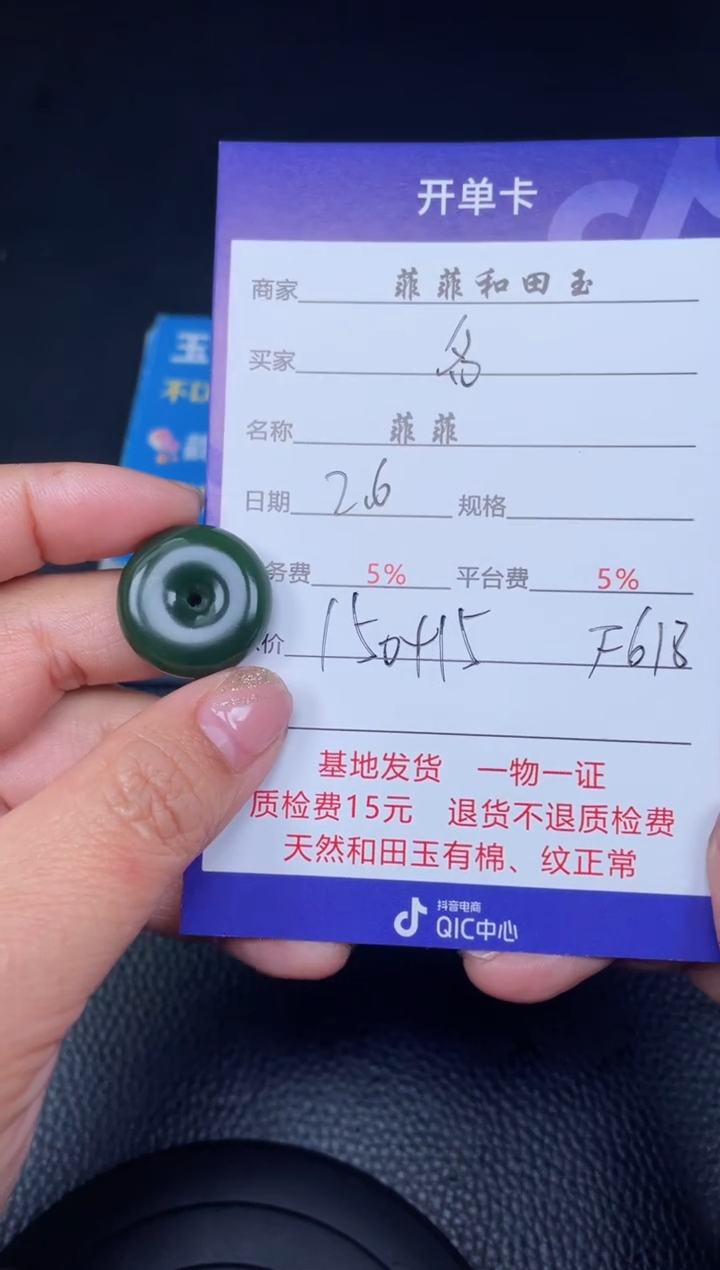 开单卡
商家 菲菲和田玉
买家
名称 菲菲
日期 2.6 规格
务费 5% 平台费 5%
价 150+15 F618
基地发货 一物一证
质检费15元 退货不退质检费
天然和田玉有棉、纹正常
抖音电商
QIC中心
玉
不